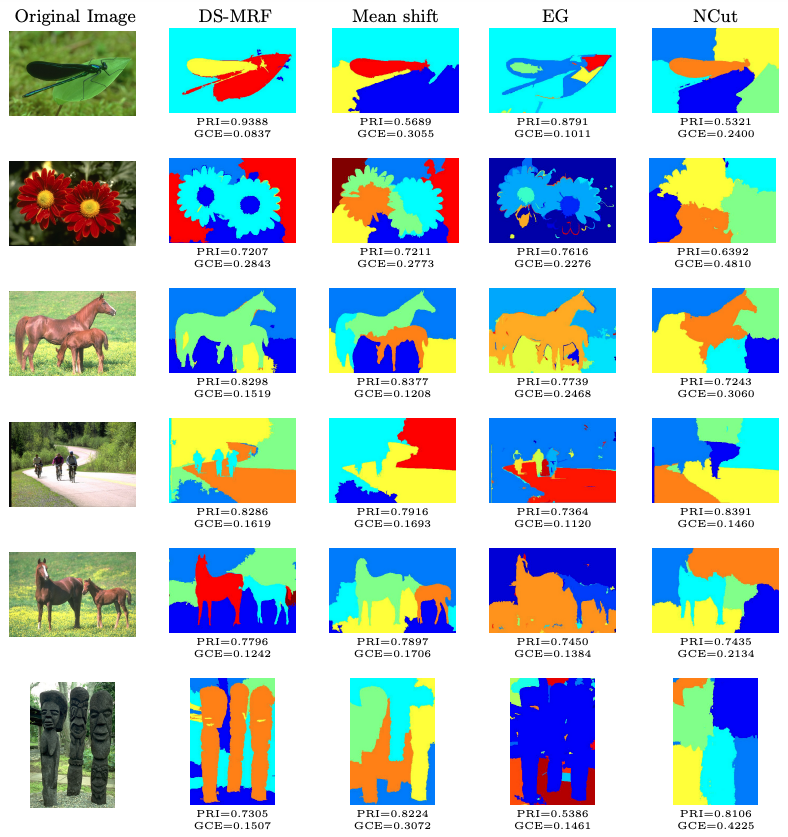 Original Image DS-MRF Mean shift EG NCut
PRI=0.9388 PRI=0.5689 PRI=0.8791 PRI=0.5321
GCE=0.0837 GCE=0.3055 GCE=0.1011 GCE=0.2400
PRI=0.7207 PRI=0.7211 PRI=0.7616 PRI=0.6392
GCE=0.2843 GCE=0.2773 GCE=0.2276 GCE=0.4810
PRI=0.8298 PRI=0.8377 PRI=0.7739 PRI=0.7243
GCE=0.1519 GCE=0.1208 GCE=0.2468 GCE=0.3060
PRI=0.8286 PRI=0.7916 PRI=0.7364 PRI=0.8391
GCE=0.1619 GCE=0.1693 GCE=0.1120 GCE=0.1460
PRI=0.7796 PRI=0.7897 PRI=0.7450 PRI=0.7435
GCE=0.1242 GCE=0.1706 GCE=0.1384 GCE=0.2134
PRI=0.7305 PRI=0.8224 PRI=0.5386 PRI=0.8106
GCE=0.1507 GCE=0.3072 GCE=0.1461 GCE=0.4225